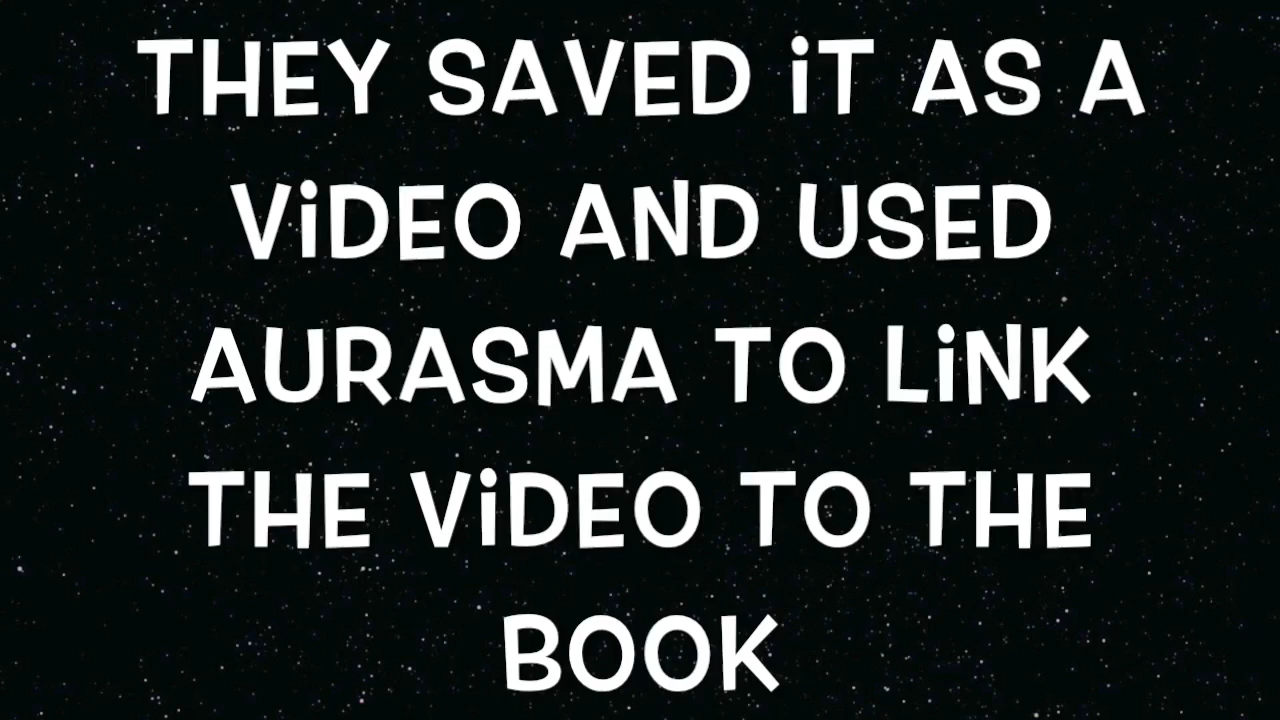 THEY SAVED iT AS A
ViDEO AND USED
AURASMA TO LiNK
THE ViDEO TO THE
BOOK